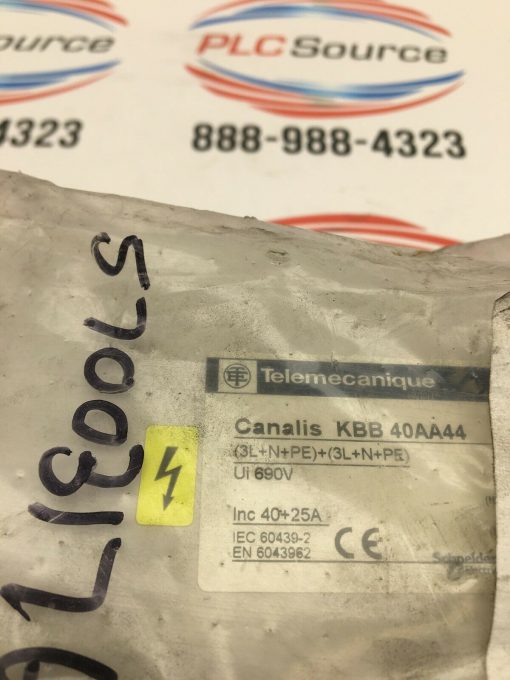 PLC Source
4323
888-988-4323
Telemecanique
Canalis KBB 40AA44
(3L+N+PE)+(3L+N+PE)
Ui 690V
Inc 40+25A
IEC 60439-2
EN 6043962
CE
Schneider